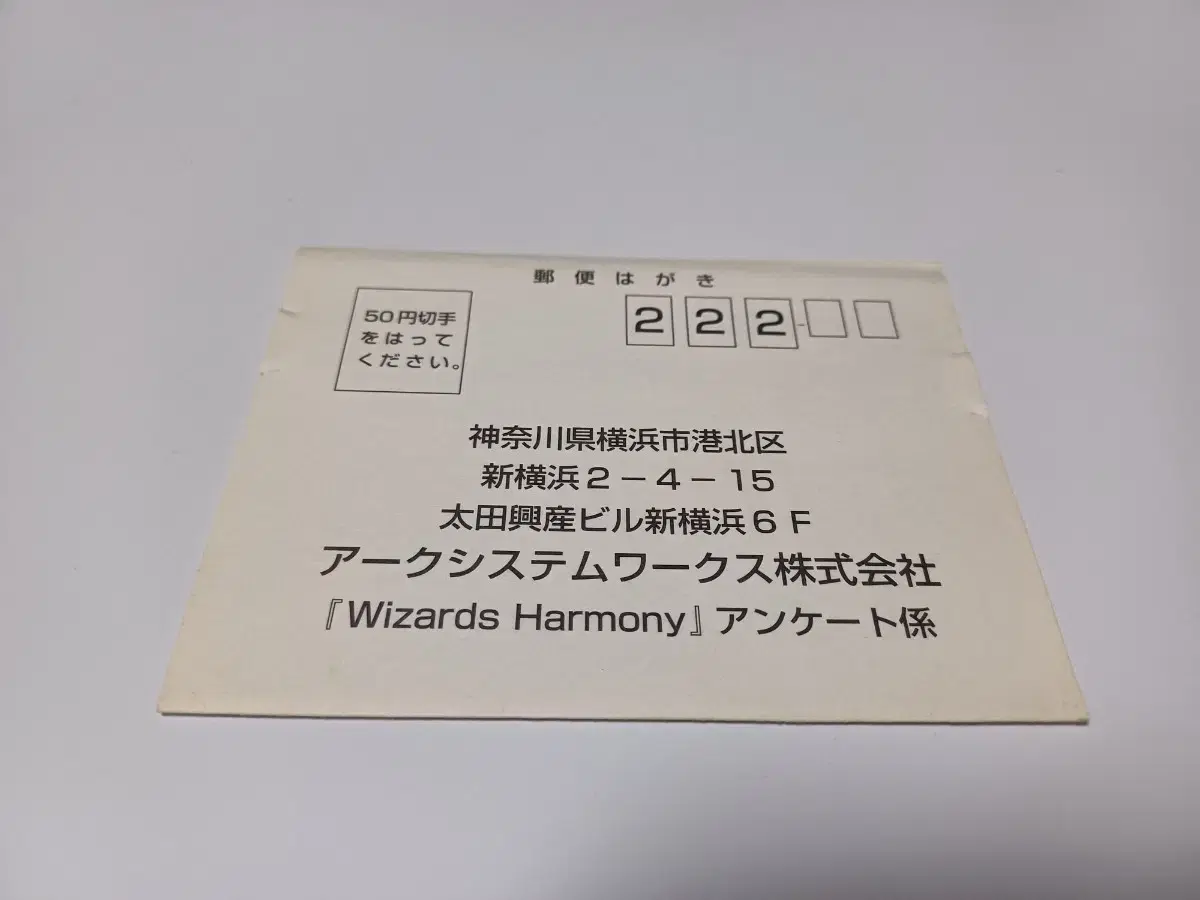 郵便はがき
50円切手
をはって
ください。
222-
神奈川県横浜市港北区
新横浜2-4-15
太田興産ビル新横浜6F
アークシステムワークス株式会社
『Wizards Harmony』アンケート係